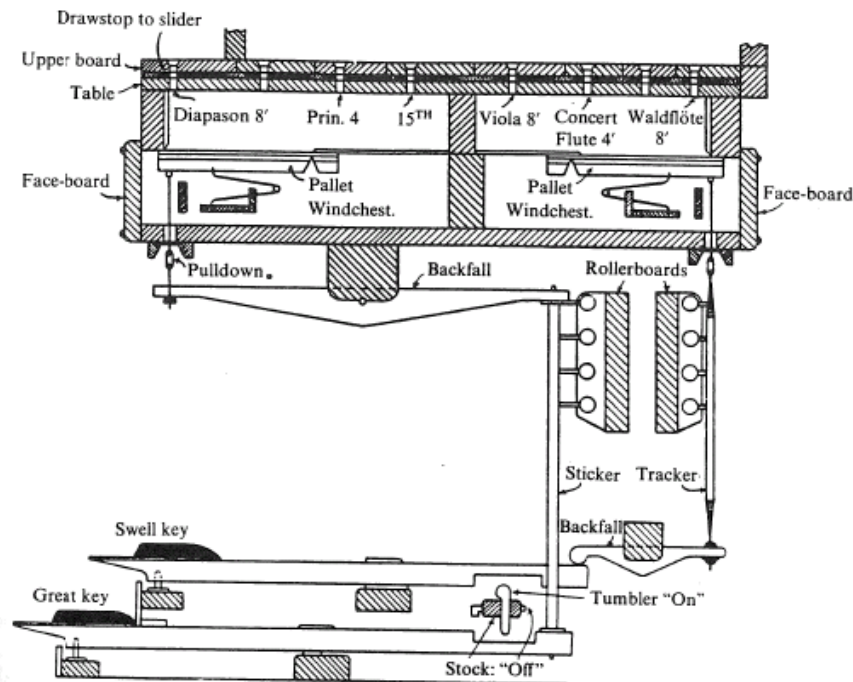 Drawstop to slider
Upper board
Table
Diapason 8′
Prin. 4
15TH
Viola 8′
Concert
Flute 4′
Waldflöte
8′
Face-board
Pallet
Windchest.
Pallet
Windchest.
Face-board
Pulldown.
Backfall
Rollerboards
Sticker
Tracker
Backfall
Swell key
Great key
Tumbler “On”
Stock: “Off”